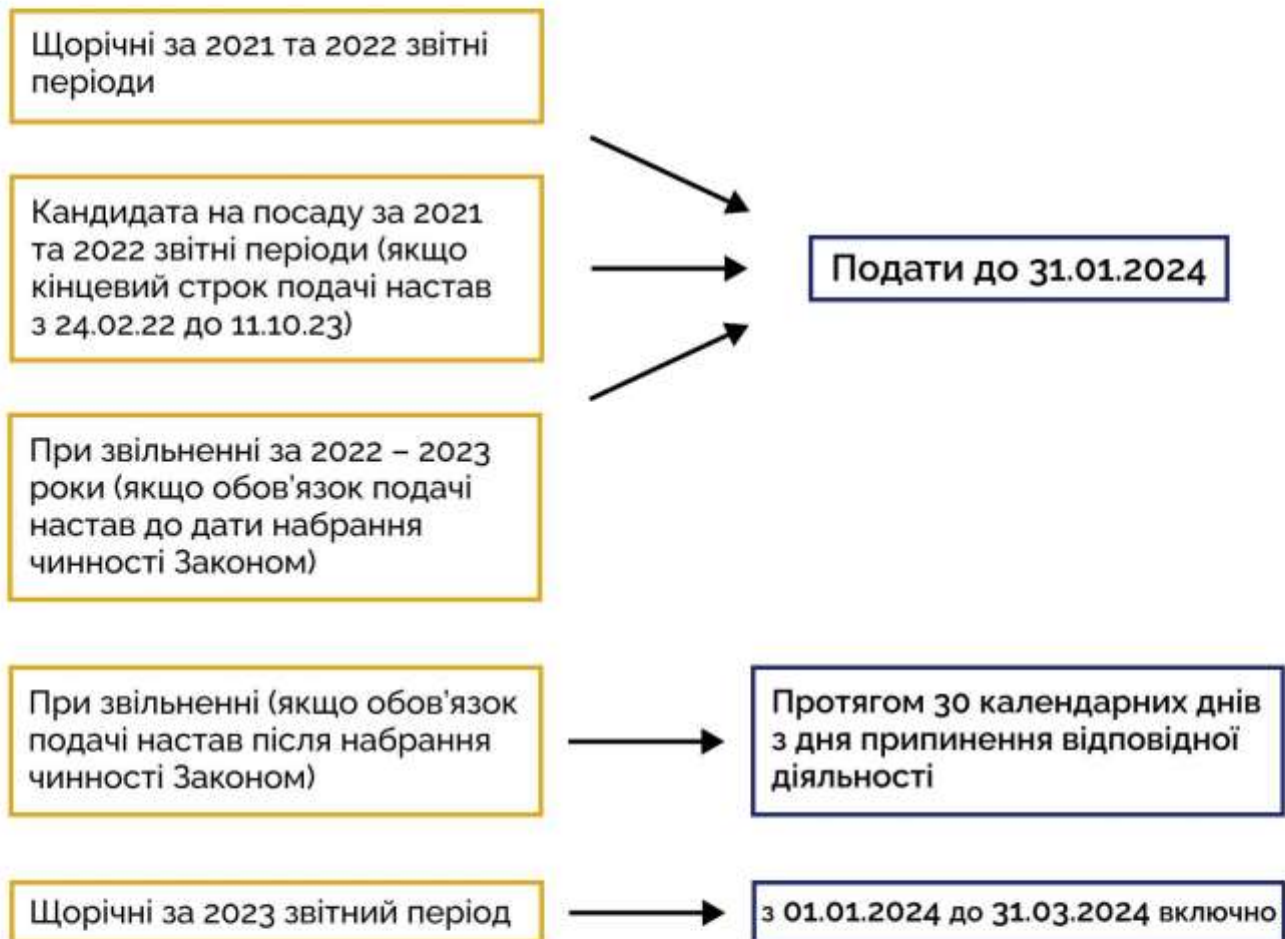 Щорічні за 2021 та 2022 звітні
періоди
Кандидата на посаду за 2021
та 2022 звітні періоди (якщо
кінцевий строк подачі настав
з 24.02.22 до 11.10.23)
Подати до 31.01.2024
При звільненні за 2022 – 2023
роки (якщо обов'язок подачі
настав до дати набрання
чинності Законом)
При звільненні (якщо обов'язок
подачі настав після набрання
чинності Законом)
Протягом 30 календарних днів
з дня припинення відповідної
діяльності
Щорічні за 2023 звітний період
з 01.01.2024 до 31.03.2024 включно